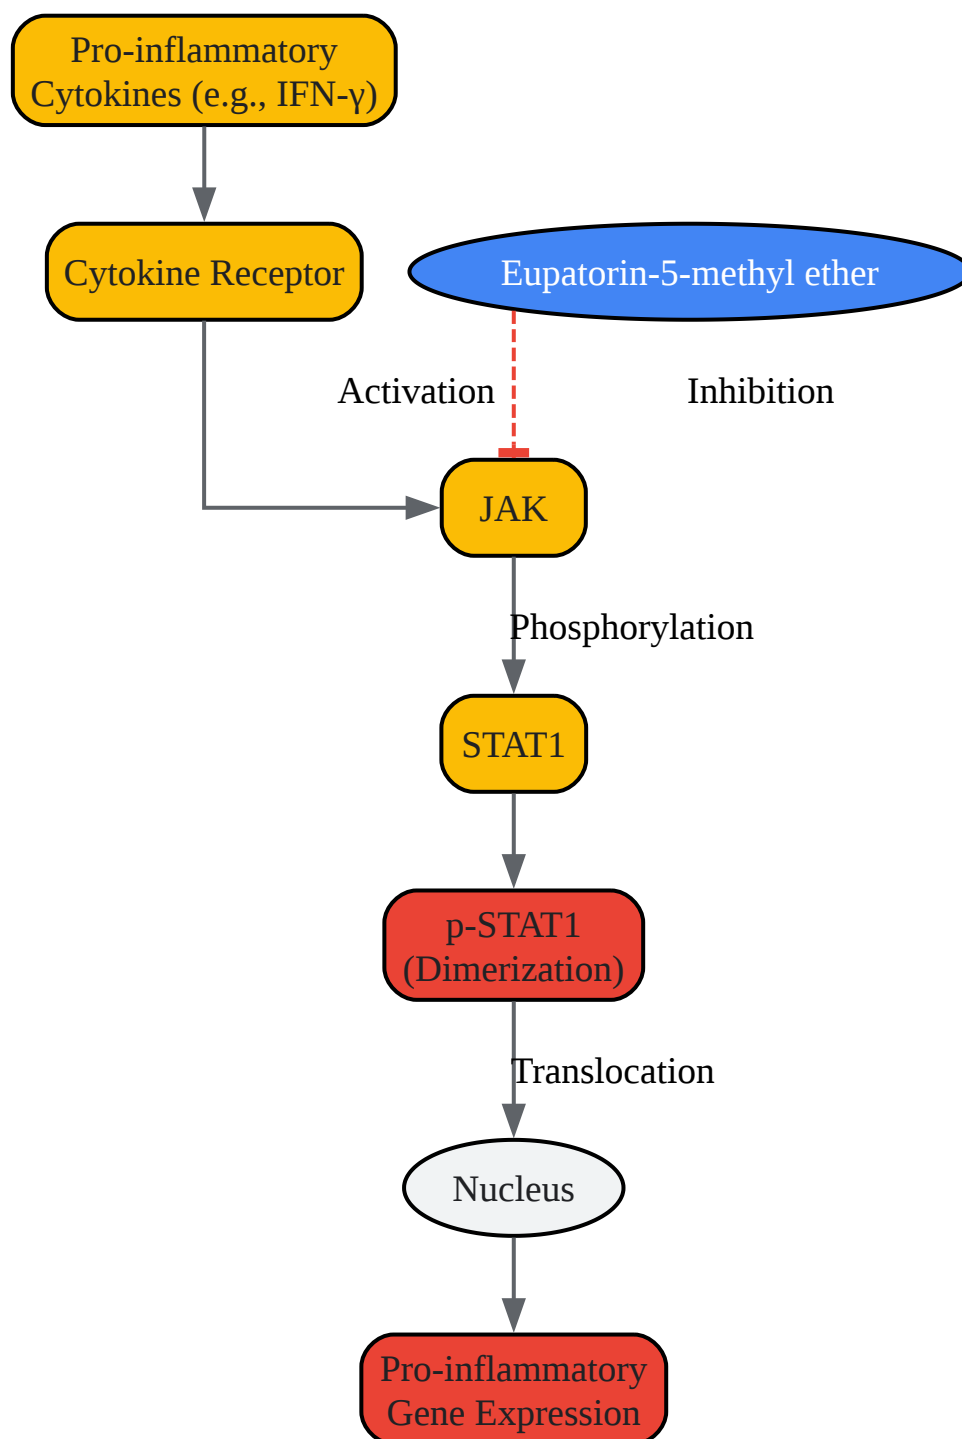 Pro-inflammatory
Cytokines (e.g., IFN-γ)
Cytokine Receptor
Eupatorin-5-methyl ether
Activation
Inhibition
JAK
Phosphorylation
STAT1
p-STAT1
(Dimerization)
Translocation
Nucleus
Pro-inflammatory
Gene Expression